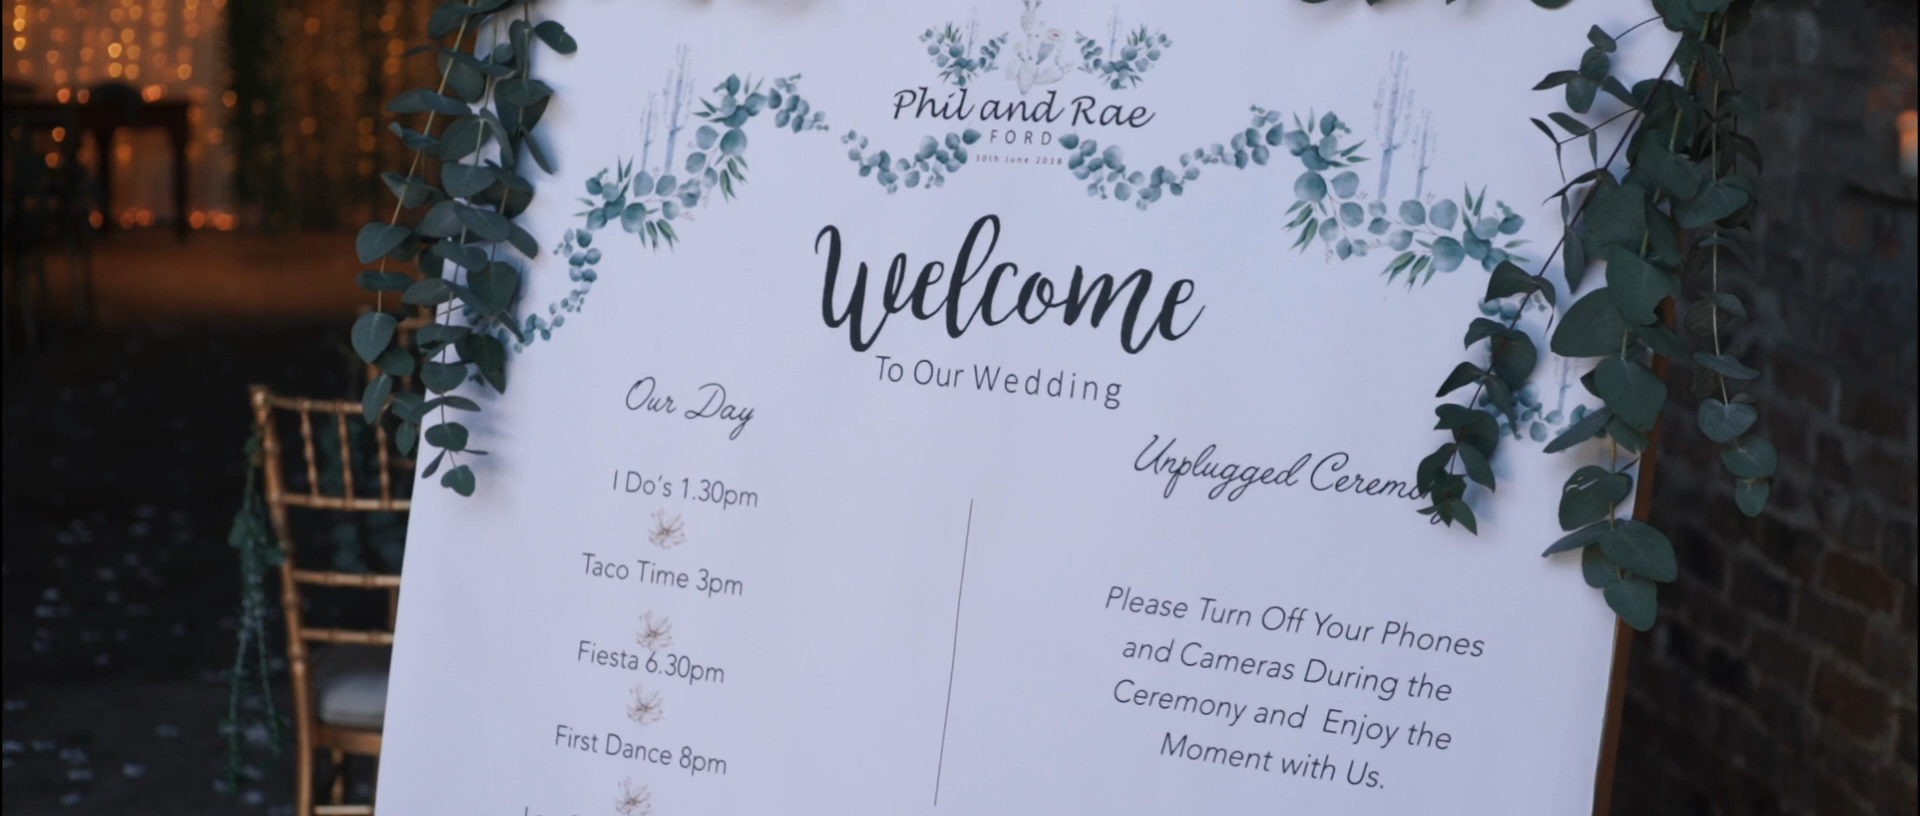 Phil and Rae
FORD
30th June 2018
Welcome
To Our Wedding
Our Day
I Do's 1.30pm
Taco Time 3pm
Fiesta 6.30pm
First Dance 8pm
Unplugged
Please Turn Off Your Phones
and Cameras During the
Ceremony and Enjoy the
Moment with Us.